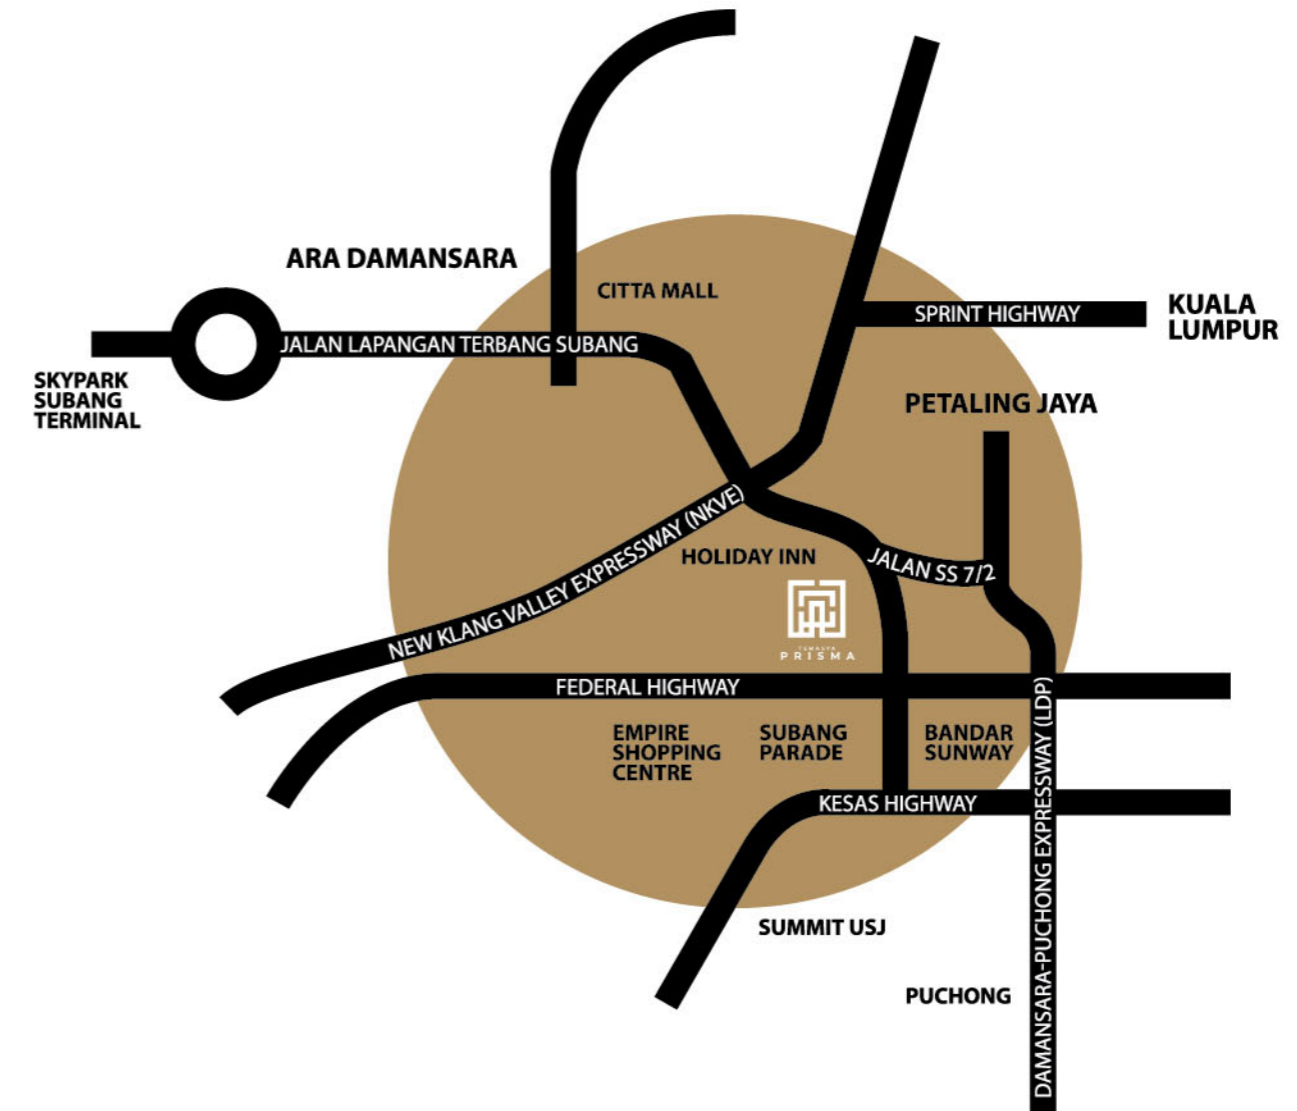 ARA DAMANSARA
CITTA MALL
SPRINT HIGHWAY
KUALA
LUMPUR
JALAN LAPANGAN TERBANG SUBANG
SKYPARK
SUBANG
TERMINAL
PETALING JAYA
NEW KLANG VALLEY EXPRESSWAY (NKVE)
HOLIDAY INN
JALAN SS 7/2
TEMASYA
PRISMA
FEDERAL HIGHWAY
EMPIRE
SHOPPING
CENTRE
SUBANG
PARADE
BANDAR
SUNWAY
KESAS HIGHWAY
DAMANSARA-PUCHONG EXPRESSWAY (LDP)
SUMMIT USJ
PUCHONG